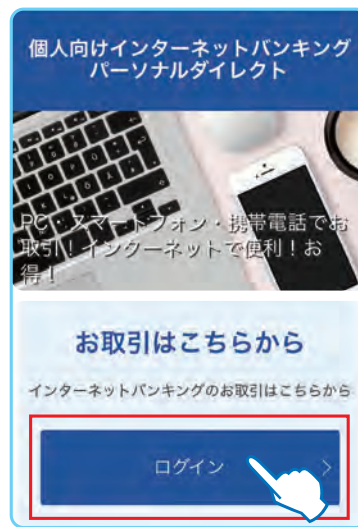 個人向けインターネットバンキング
パーソナルダイレクト
PC・スマートフォン・携帯電話でお
取引！インターネットで便利！お
得！
お取引はこちらから
インターネットバンキングのお取引はこちらから
ログイン